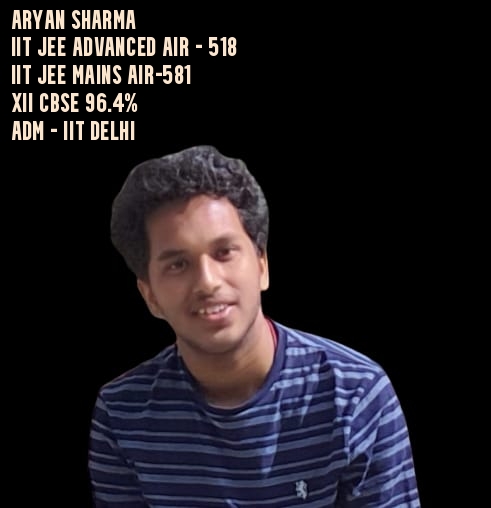 ARYAN SHARMA
IIT JEE ADVANCED AIR - 518
IIT JEE MAINS AIR-581
XII CBSE 96.4%
ADM - IIT DELHI